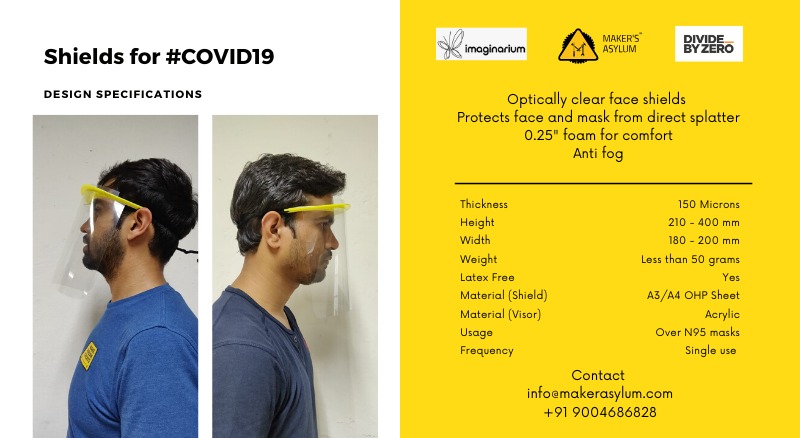 Shields for #COVID19
DESIGN SPECIFICATIONS
imaginarium
MAKER'S
ASYLUM
DIVIDE
BY ZERO
Optically clear face shields
Protects face and mask from direct splatter
0.25" foam for comfort
Anti fog
Thickness 150 Microns
Height 210 - 400 mm
Width 180 - 200 mm
Weight Less than 50 grams
Latex Free Yes
Material (Shield) A3/A4 OHP Sheet
Material (Visor) Acrylic
Usage Over N95 masks
Frequency Single use
Contact
info@makerasylum.com
+91 9004686828